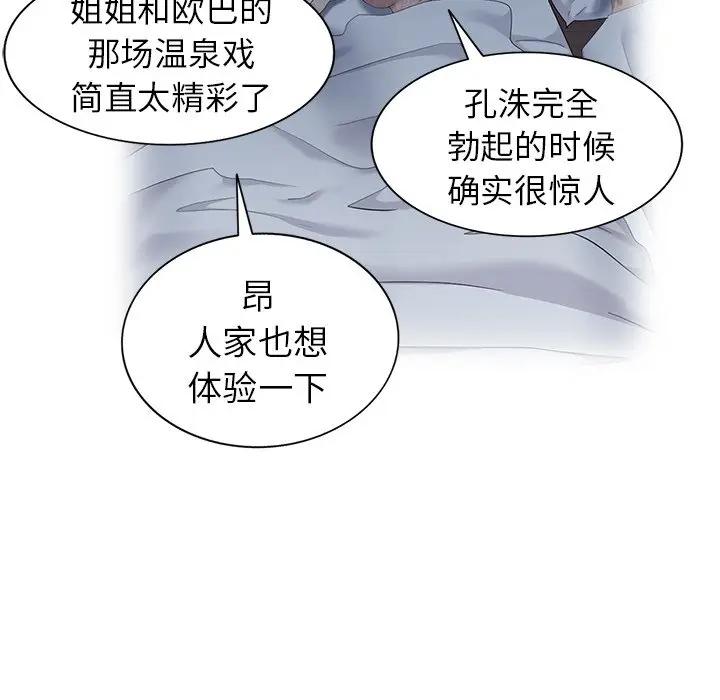 姐姐和欧巴的
那场温泉戏
简直太精彩了
孔洙完全
勃起的时候
确实很惊人
昂
人家也想
体验一下